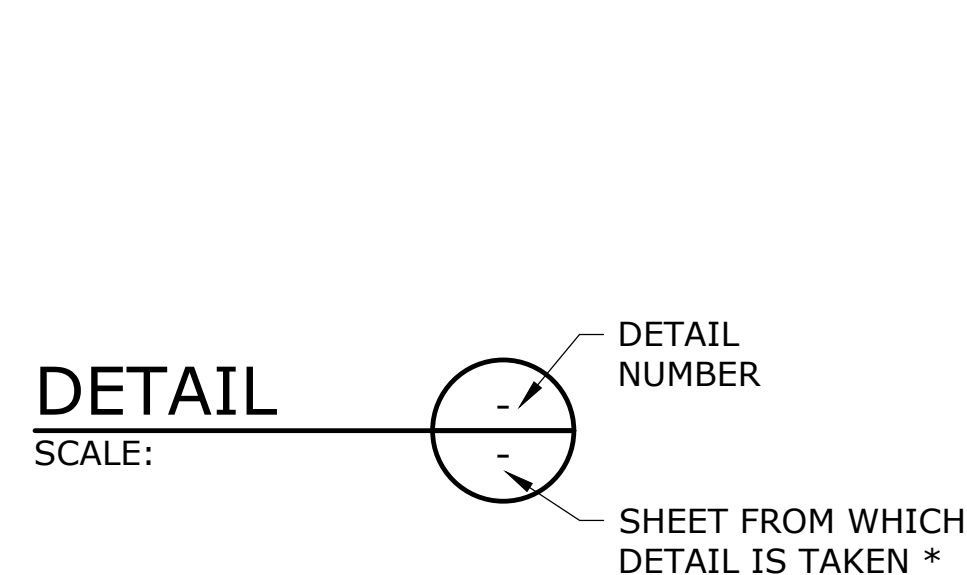 DETAIL
NUMBER
DETAIL
-
SCALE:
-
SHEET FROM WHICH
DETAIL IS TAKEN *